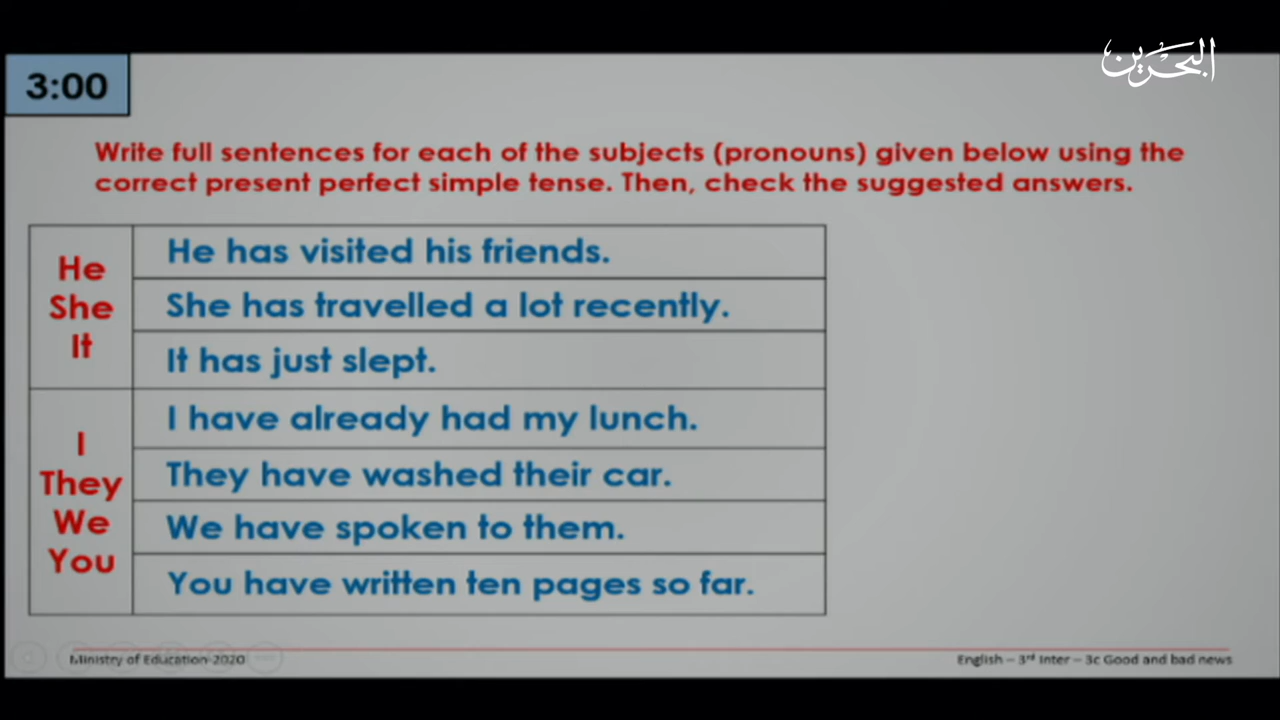 البحرين
3:00
Write full sentences for each of the subjects (pronouns) given below using the
correct present perfect simple tense. Then, check the suggested answers.
He
She
It
He has visited his friends.
She has travelled a lot recently.
It has just slept.
I
They
We
You
I have already had my lunch.
They have washed their car.
We have spoken to them.
You have written ten pages so far.
Ministry of Education-2020
English – 3rd Inter – 3c Good and bad news